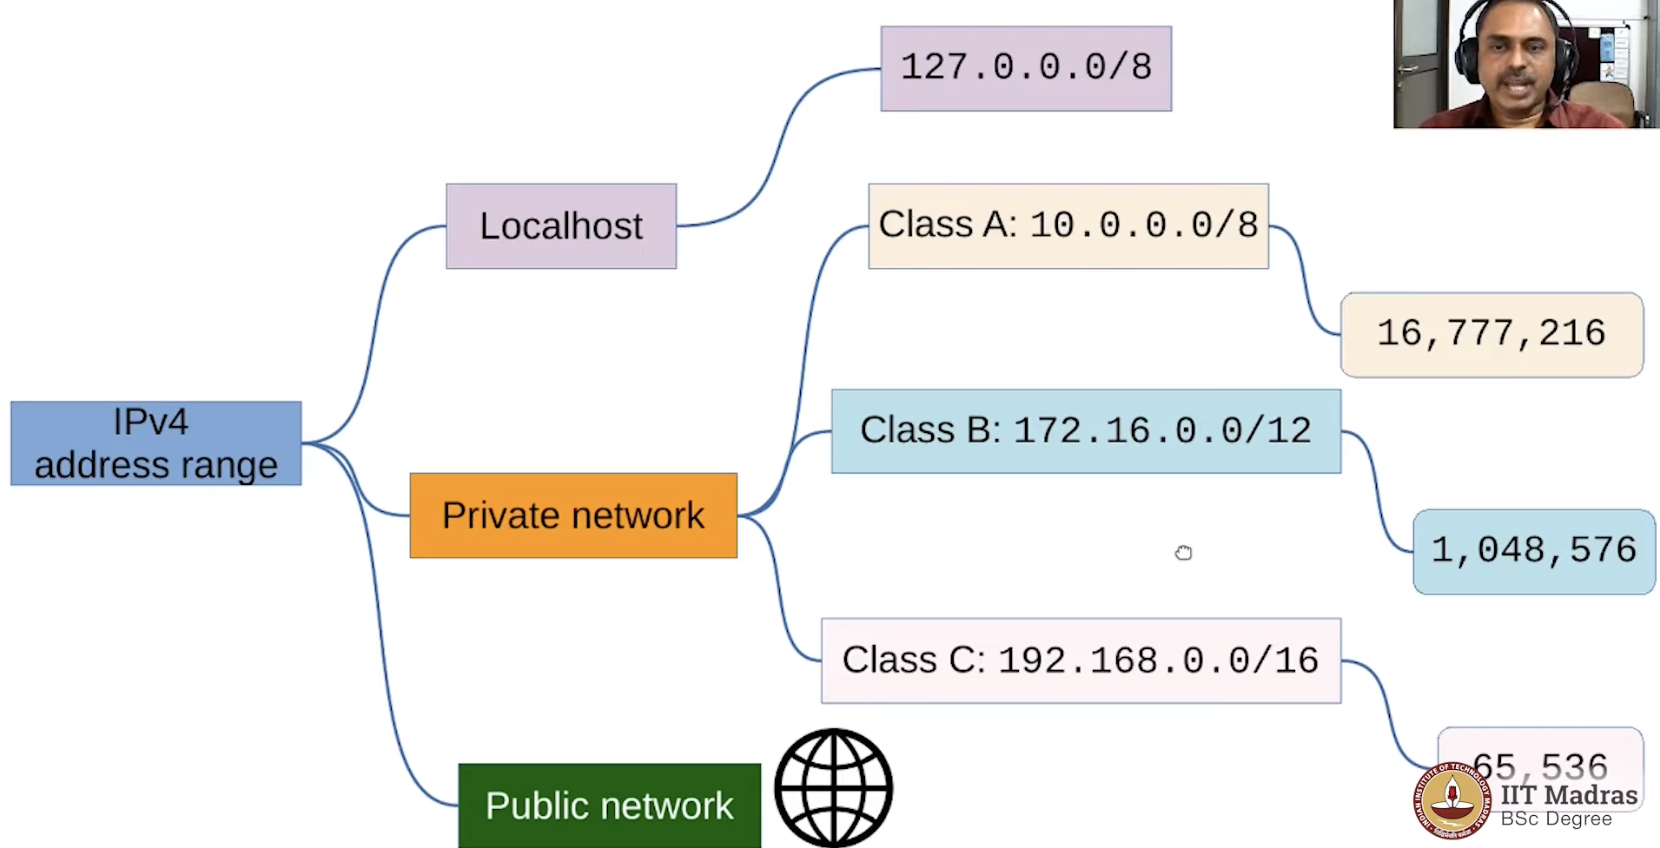 127.0.0.0/8
Localhost
Class A: 10.0.0.0/8
16,777,216
IPv4
address range
Class B: 172.16.0.0/12
Private network
1,048,576
Class C: 192.168.0.0/16
65,536
Public network
INDIAN INSTITUTE OF TECHNOLOGY MADRAS
IIT Madras
BSc Degree